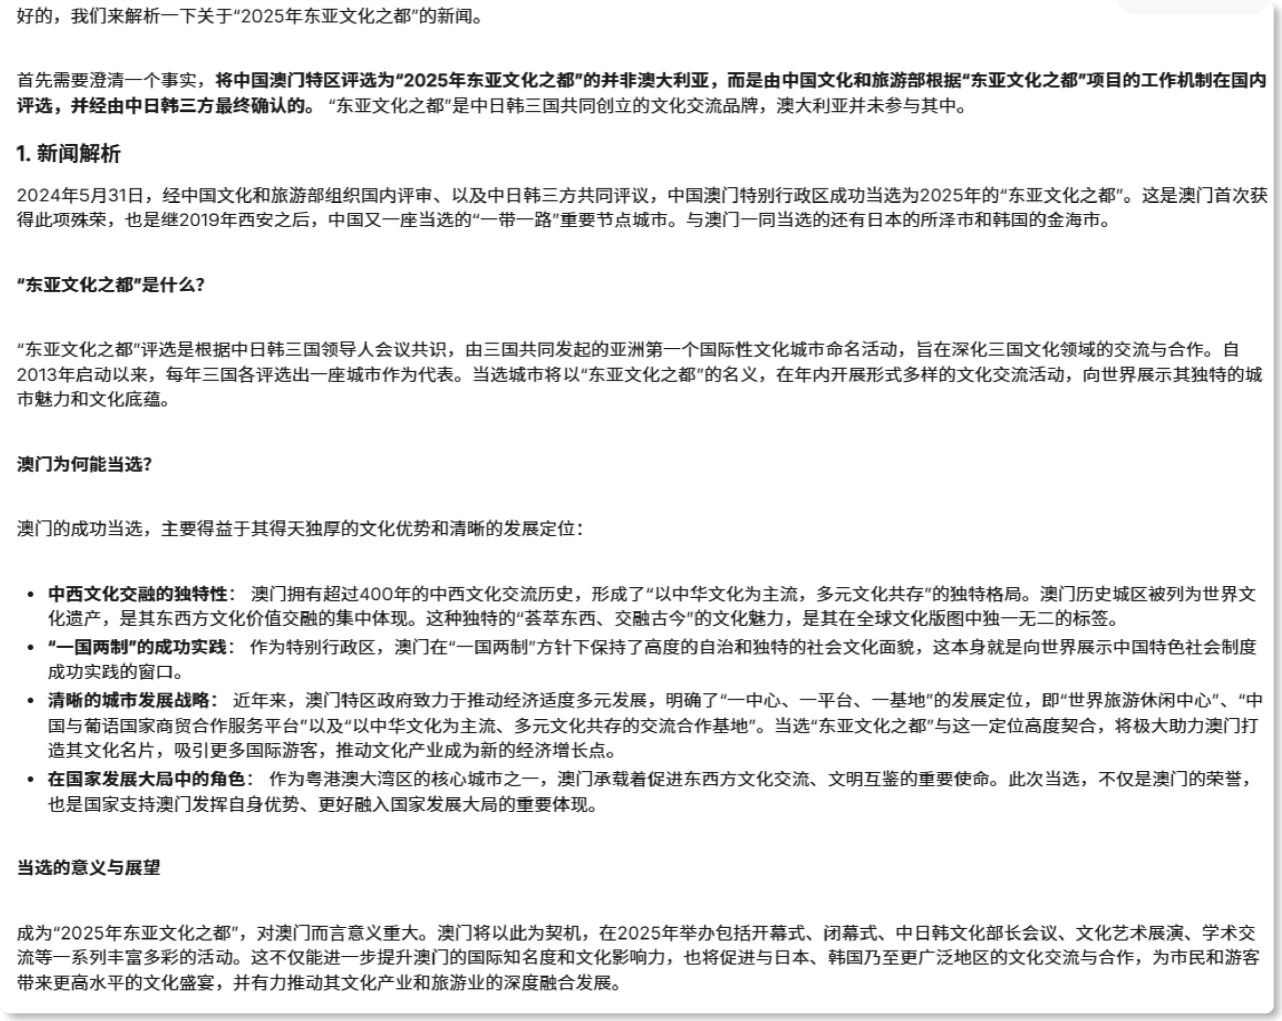 好的，我们来解析一下关于“2025年东亚文化之都”的新闻。
首先需要澄清一个事实，将中国澳门特区评选为“2025年东亚文化之都”的并非澳大利亚，而是由中国文化和旅游部根据“东亚文化之都”项目的工作机制在国内
评选，并经由中日韩三方最终确认的。 “东亚文化之都”是中日韩三国共同创立的文化交流品牌，澳大利亚并未参与其中。
1. 新闻解析
2024年5月31日，经中国文化和旅游部组织国内评审、以及中日韩三方共同评议，中国澳门特别行政区成功当选为2025年的“东亚文化之都”。这是澳门首次获
得此项殊荣，也是继2019年西安之后，中国又一座当选的“一带一路”重要节点城市。与澳门一同当选的还有日本的所泽市和韩国的金海市。
“东亚文化之都”是什么？
“东亚文化之都”评选是根据中日韩三国领导人会议共识，由三国共同发起的亚洲第一个国际性文化城市命名活动，旨在深化三国文化领域的交流与合作。自
2013年启动以来，每年三国各评选出一座城市作为代表。当选城市将以“东亚文化之都”的名义，在年内开展形式多样的文化交流活动，向世界展示其独特的城
市魅力和文化底蕴。
澳门为何能当选？
澳门的成功当选，主要得益于其得天独厚的文化优势和清晰的发展定位：
• 中西文化交融的独特性： 澳门拥有超过400年的中西文化交流历史，形成了“以中华文化为主流，多元文化共存”的独特格局。澳门历史城区被列为世界文
化遗产，是其东西方文化价值交融的集中体现。这种独特的“荟萃东西、交融古今”的文化魅力，是其在全球文化版图中独一无二的标签。
• “一国两制”的成功实践： 作为特别行政区，澳门在“一国两制”方针下保持了高度的自治和独特的社会文化面貌，这本身就是向世界展示中国特色社会制度
成功实践的窗口。
• 清晰的城市发展战略： 近年来，澳门特区政府致力于推动经济适度多元发展，明确了“一中心、一平台、一基地”的发展定位，即“世界旅游休闲中心”、“中
国与葡语国家商贸合作服务平台”以及“以中华文化为主流、多元文化共存的交流合作基地”。当选“东亚文化之都”与这一定位高度契合，将极大助力澳门打
造其文化名片，吸引更多国际游客，推动文化产业成为新的经济增长点。
• 在国家发展大局中的角色： 作为粤港澳大湾区的核心城市之一，澳门承载着促进东西方文化交流、文明互鉴的重要使命。此次当选，不仅是澳门的荣誉，
也是国家支持澳门发挥自身优势、更好融入国家发展大局的重要体现。
当选的意义与展望
成为“2025年东亚文化之都”，对澳门而言意义重大。澳门将以此为契机，在2025年举办包括开幕式、闭幕式、中日韩文化部长会议、文化艺术展演、学术交
流等一系列丰富多彩的活动。这不仅能进一步提升澳门的国际知名度和文化影响力，也将促进与日本、韩国乃至更广泛地区的文化交流与合作，为市民和游客
带来更高水平的文化盛宴，并有力推动其文化产业和旅游业的深度融合发展。